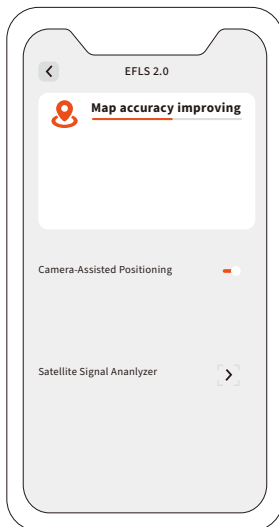 EFLS 2.0
Map accuracy improving
Camera-Assisted Positioning
Satellite Signal Ananlyzer